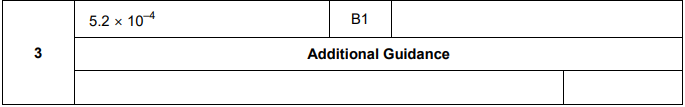 5.2 × 10⁻⁴ B1
3
Additional Guidance